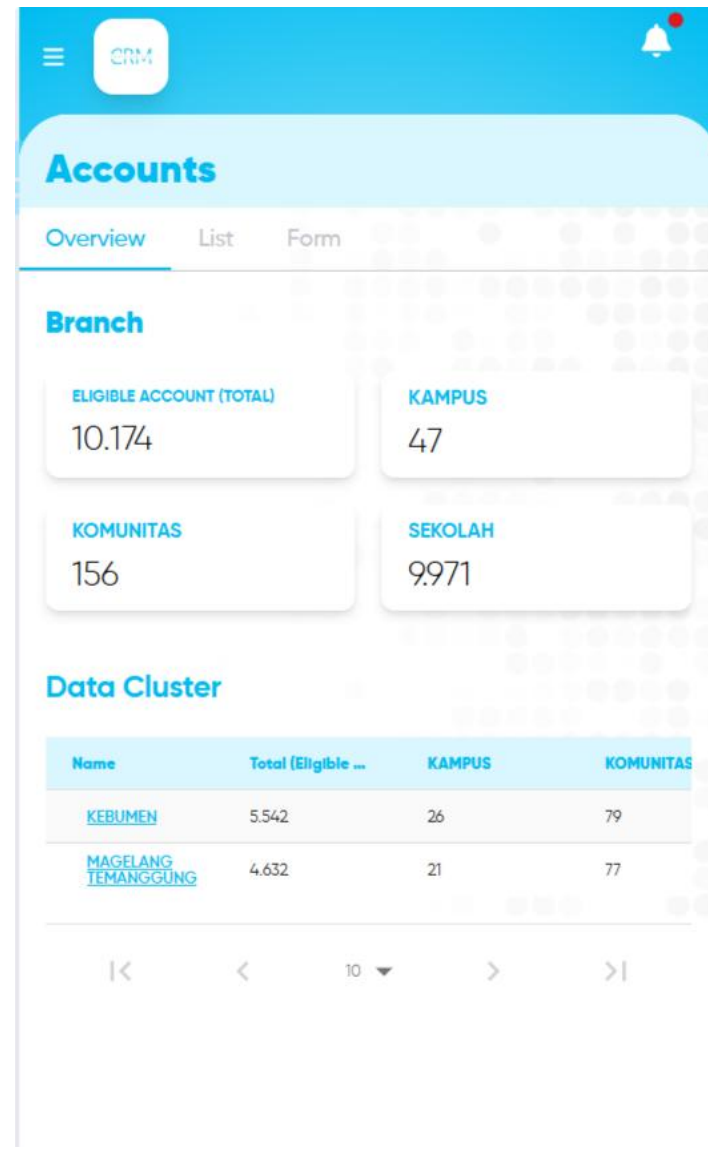 CRM
Accounts
Overview List Form
Branch
ELIGIBLE ACCOUNT (TOTAL) KAMPUS
10.174 47
KOMUNITAS SEKOLAH
156 9.971
Data Cluster
Name Total (Eligible ... KAMPUS KOMUNITAS
KEBUMEN 5.542 26 79
MAGELANG
TEMANGGUNG 4.632 21 77
10